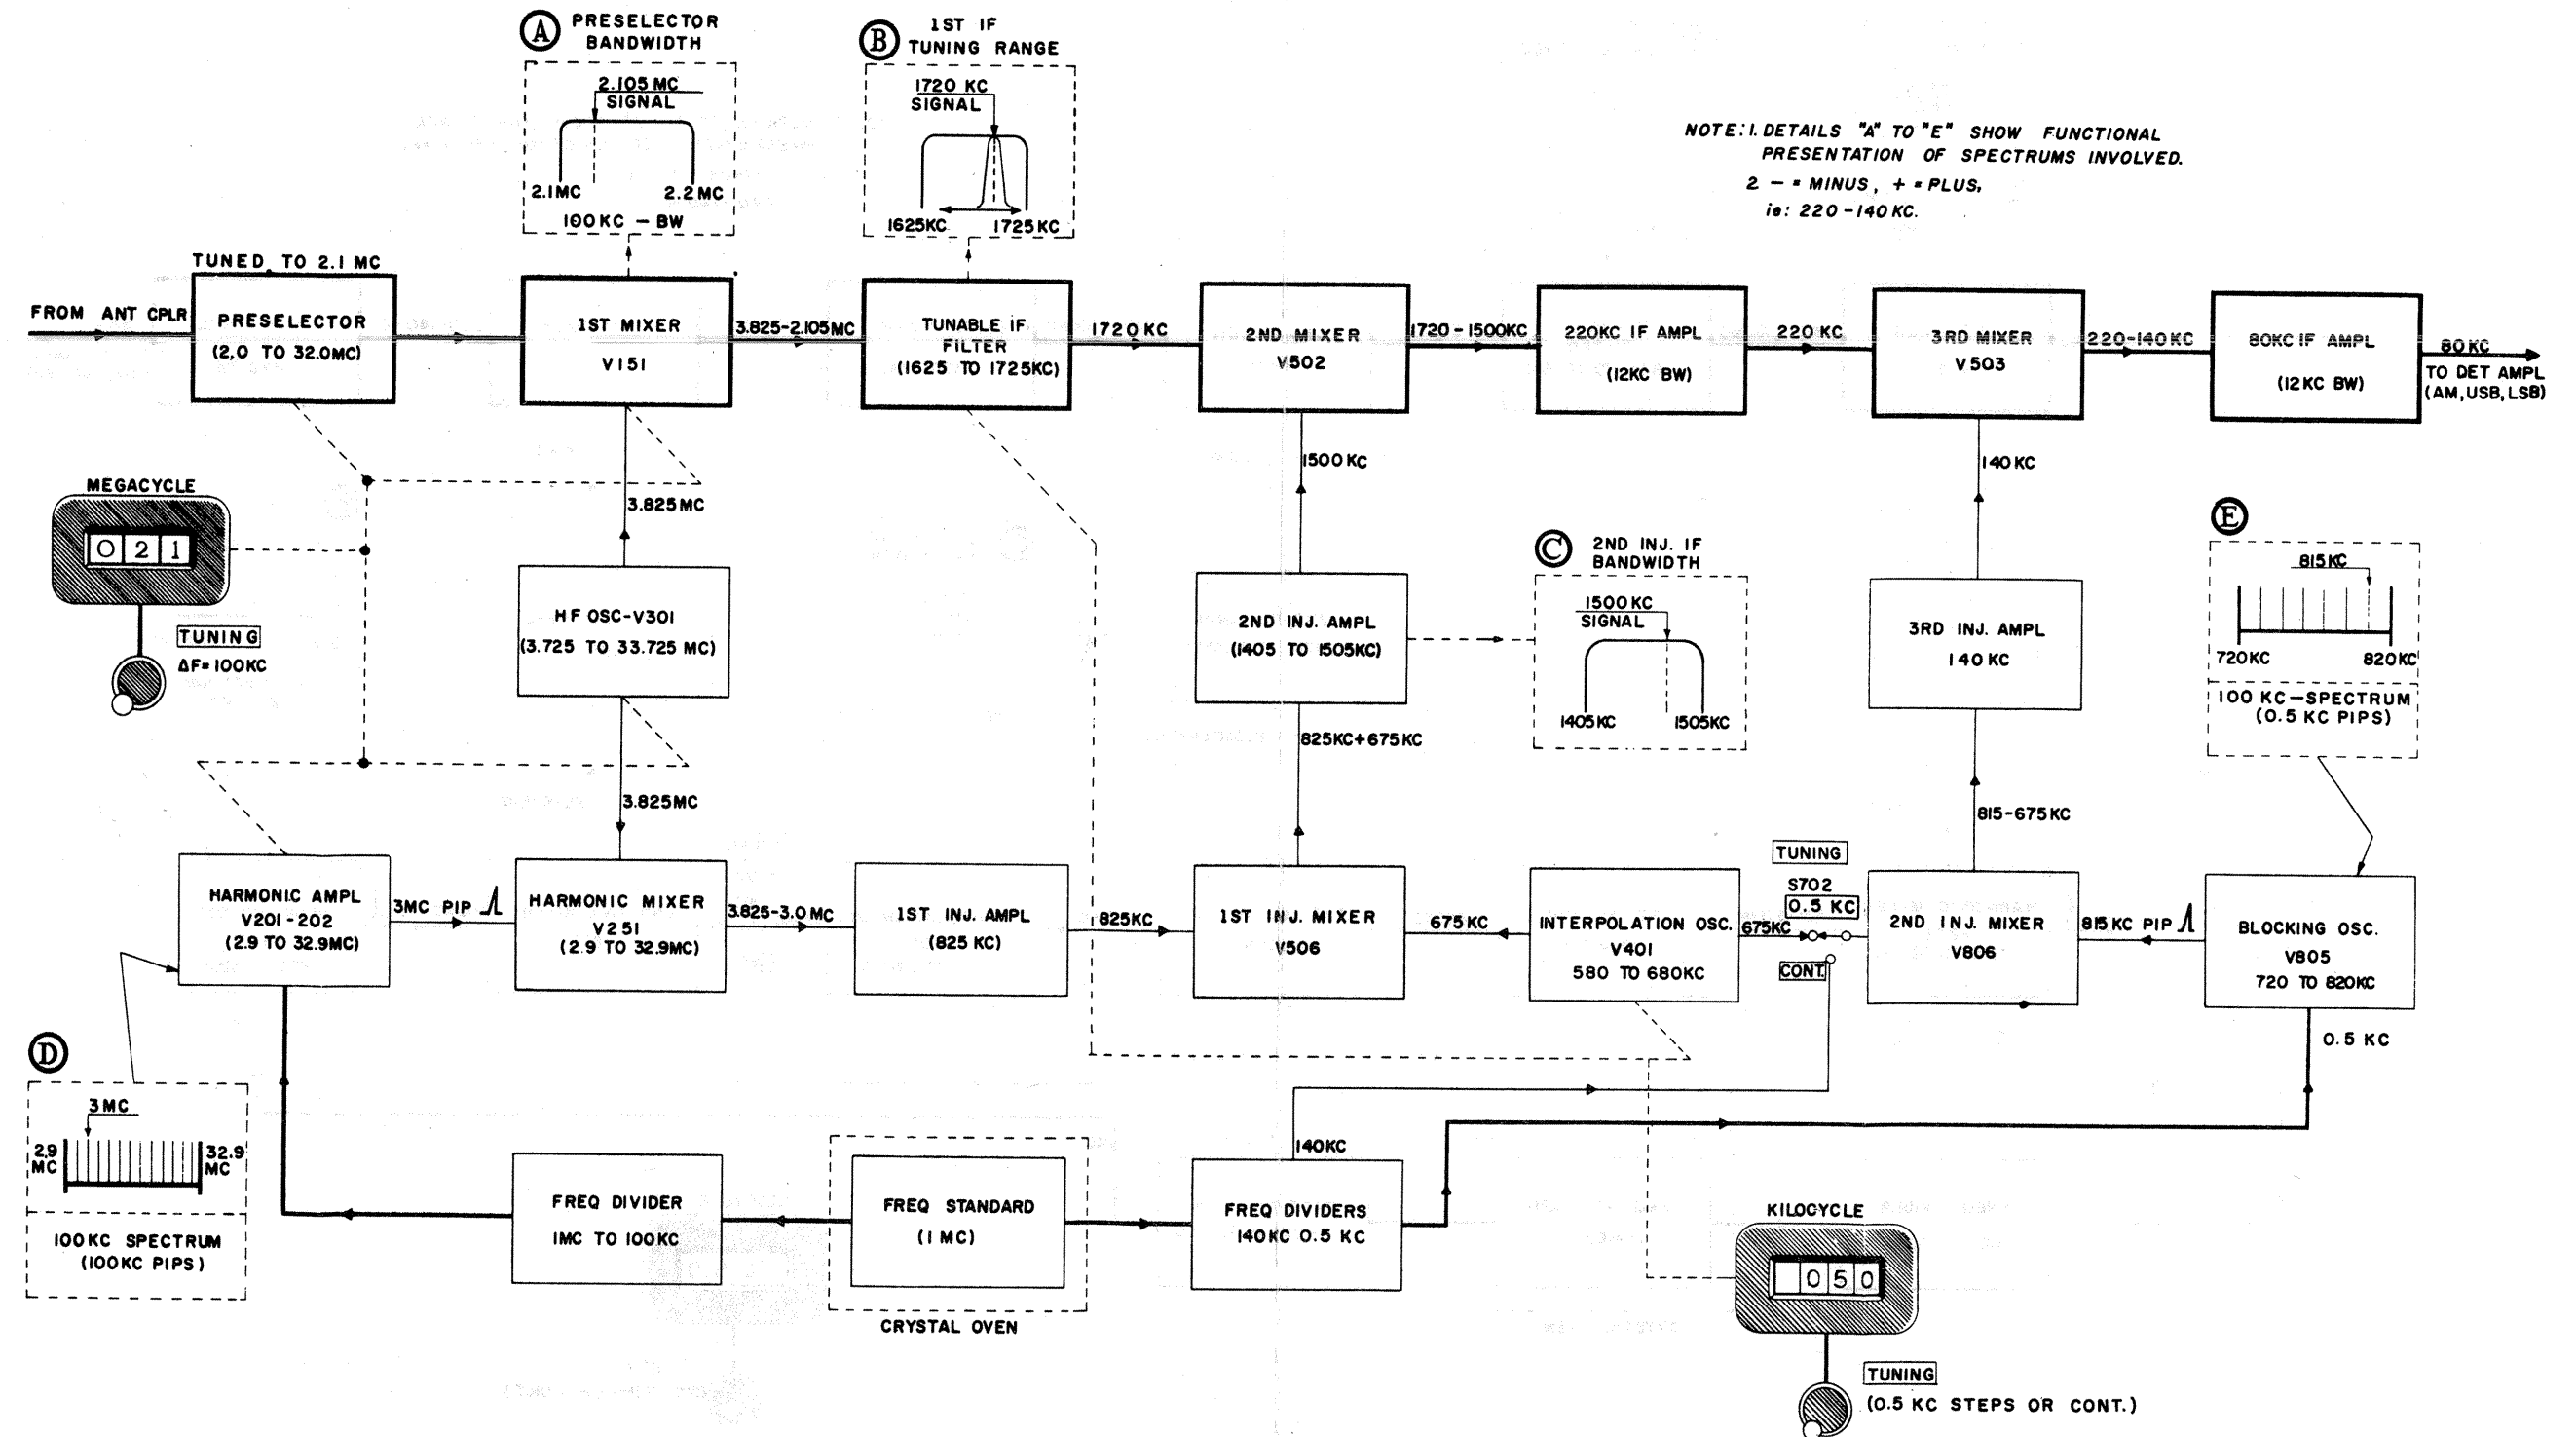 Ⓐ PRESELECTOR
BANDWIDTH
2.105 MC
SIGNAL
2.1MC
2.2 MC
100 KC - BW
Ⓑ 1ST IF
TUNING RANGE
1720 KC
SIGNAL
1625KC
1725KC
NOTE: 1. DETAILS "A" TO "E" SHOW FUNCTIONAL
PRESENTATION OF SPECTRUMS INVOLVED.
2 - = MINUS, + = PLUS,
ie: 220-140 KC.
FROM ANT CPLR
TUNED TO 2.1 MC
PRESELECTOR
(2.0 TO 32.0MC)
1ST MIXER
V151
3.825-2.105MC
TUNABLE IF
FILTER
(1625 TO 1725KC)
1720 KC
2ND MIXER
V502
1720-1500KC
220KC IF AMPL
(12KC BW)
220 KC
3RD MIXER
V503
220-140 KC
80KC IF AMPL
(12KC BW)
80KC
TO DET AMPL
(AM, USB, LSB)
MEGACYCLE
0 2 1
TUNING
ΔF=100KC
3.825 MC
HF OSC-V301
(3.725 TO 33.725 MC)
3.825MC
1500 KC
2ND INJ. AMPL
(1405 TO 1505KC)
825KC+675 KC
Ⓒ 2ND INJ. IF
BANDWIDTH
1500 KC
SIGNAL
1405KC
1505KC
140 KC
3RD INJ. AMPL
140 KC
815-675KC
Ⓔ
815KC
720KC
820KC
100 KC-SPECTRUM
(0.5 KC PIPS)
HARMONIC AMPL
V201-202
(2.9 TO 32.9MC)
3MC PIP
HARMONIC MIXER
V251
(2.9 TO 32.9MC)
3.825-3.0 MC
1ST INJ. AMPL
(825 KC)
825KC
1ST INJ. MIXER
V506
675KC
INTERPOLATION OSC.
V401
580 TO 680KC
TUNING
S702
0.5 KC
675KC
CONT.
2ND INJ. MIXER
V806
815 KC PIP
BLOCKING OSC.
V805
720 TO 820KC
0.5 KC
Ⓓ
3 MC
2.9
MC
32.9
MC
100KC SPECTRUM
(100KC PIPS)
FREQ DIVIDER
1MC TO 100KC
FREQ STANDARD
(1 MC)
CRYSTAL OVEN
140KC
FREQ DIVIDERS
140KC 0.5 KC
KILOCYCLE
0 5 0
TUNING
(0.5 KC STEPS OR CONT.)